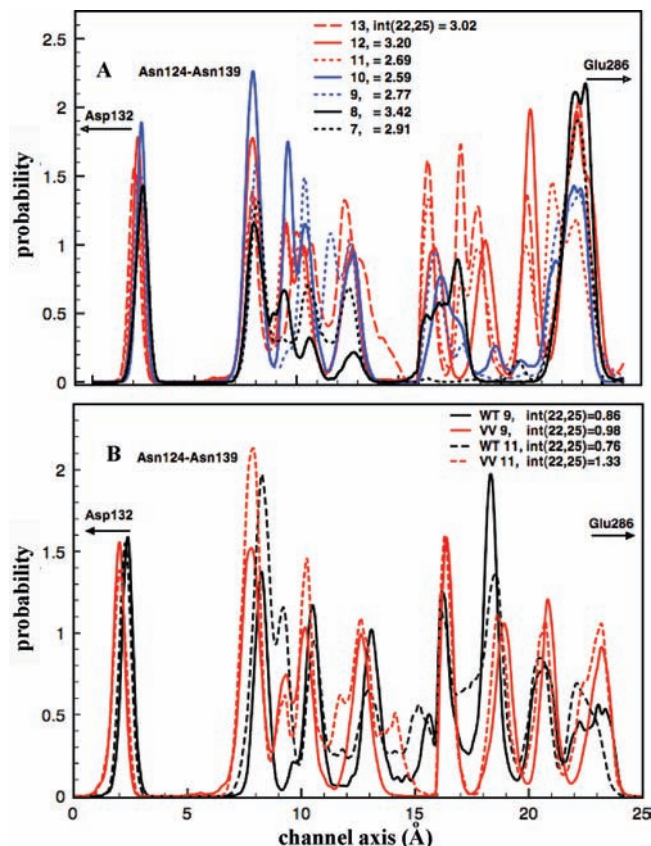 2.5
2
1.5
1
0.5
0
probability
A
Asn124-Asn139
Asp132
Glu286
13, int(22,25) = 3.02
12, = 3.20
11, = 2.69
10, = 2.59
9, = 2.77
8, = 3.42
7, = 2.91
2
1.5
1
0.5
0
probability
B
Asn124-Asn139
Asp132
Glu286
WT 9, int(22,25)=0.86
VV 9, int(22,25)=0.98
WT 11, int(22,25)=0.76
VV 11, int(22,25)=1.33
0 5 10 15 20 25
channel axis (Å)